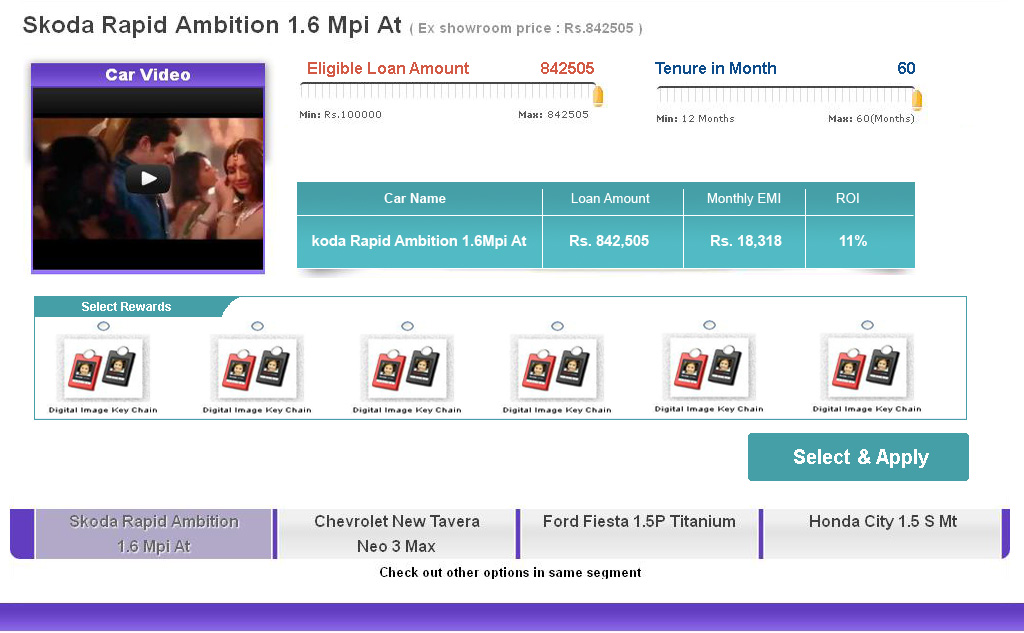 Skoda Rapid Ambition 1.6 Mpi At ( Ex showroom price : Rs.842505 )
Car Video
Eligible Loan Amount 842505
Min: Rs.100000 Max: 842505
Tenure in Month 60
Min: 12 Months Max: 60(Months)
Car Name Loan Amount Monthly EMI ROI
koda Rapid Ambition 1.6Mpi At Rs. 842,505 Rs. 18,318 11%
Select Rewards
Digital Image Key Chain Digital Image Key Chain Digital Image Key Chain Digital Image Key Chain Digital Image Key Chain Digital Image Key Chain
Select & Apply
Skoda Rapid Ambition
1.6 Mpi At
Chevrolet New Tavera
Neo 3 Max
Ford Fiesta 1.5P Titanium
Honda City 1.5 S Mt
Check out other options in same segment